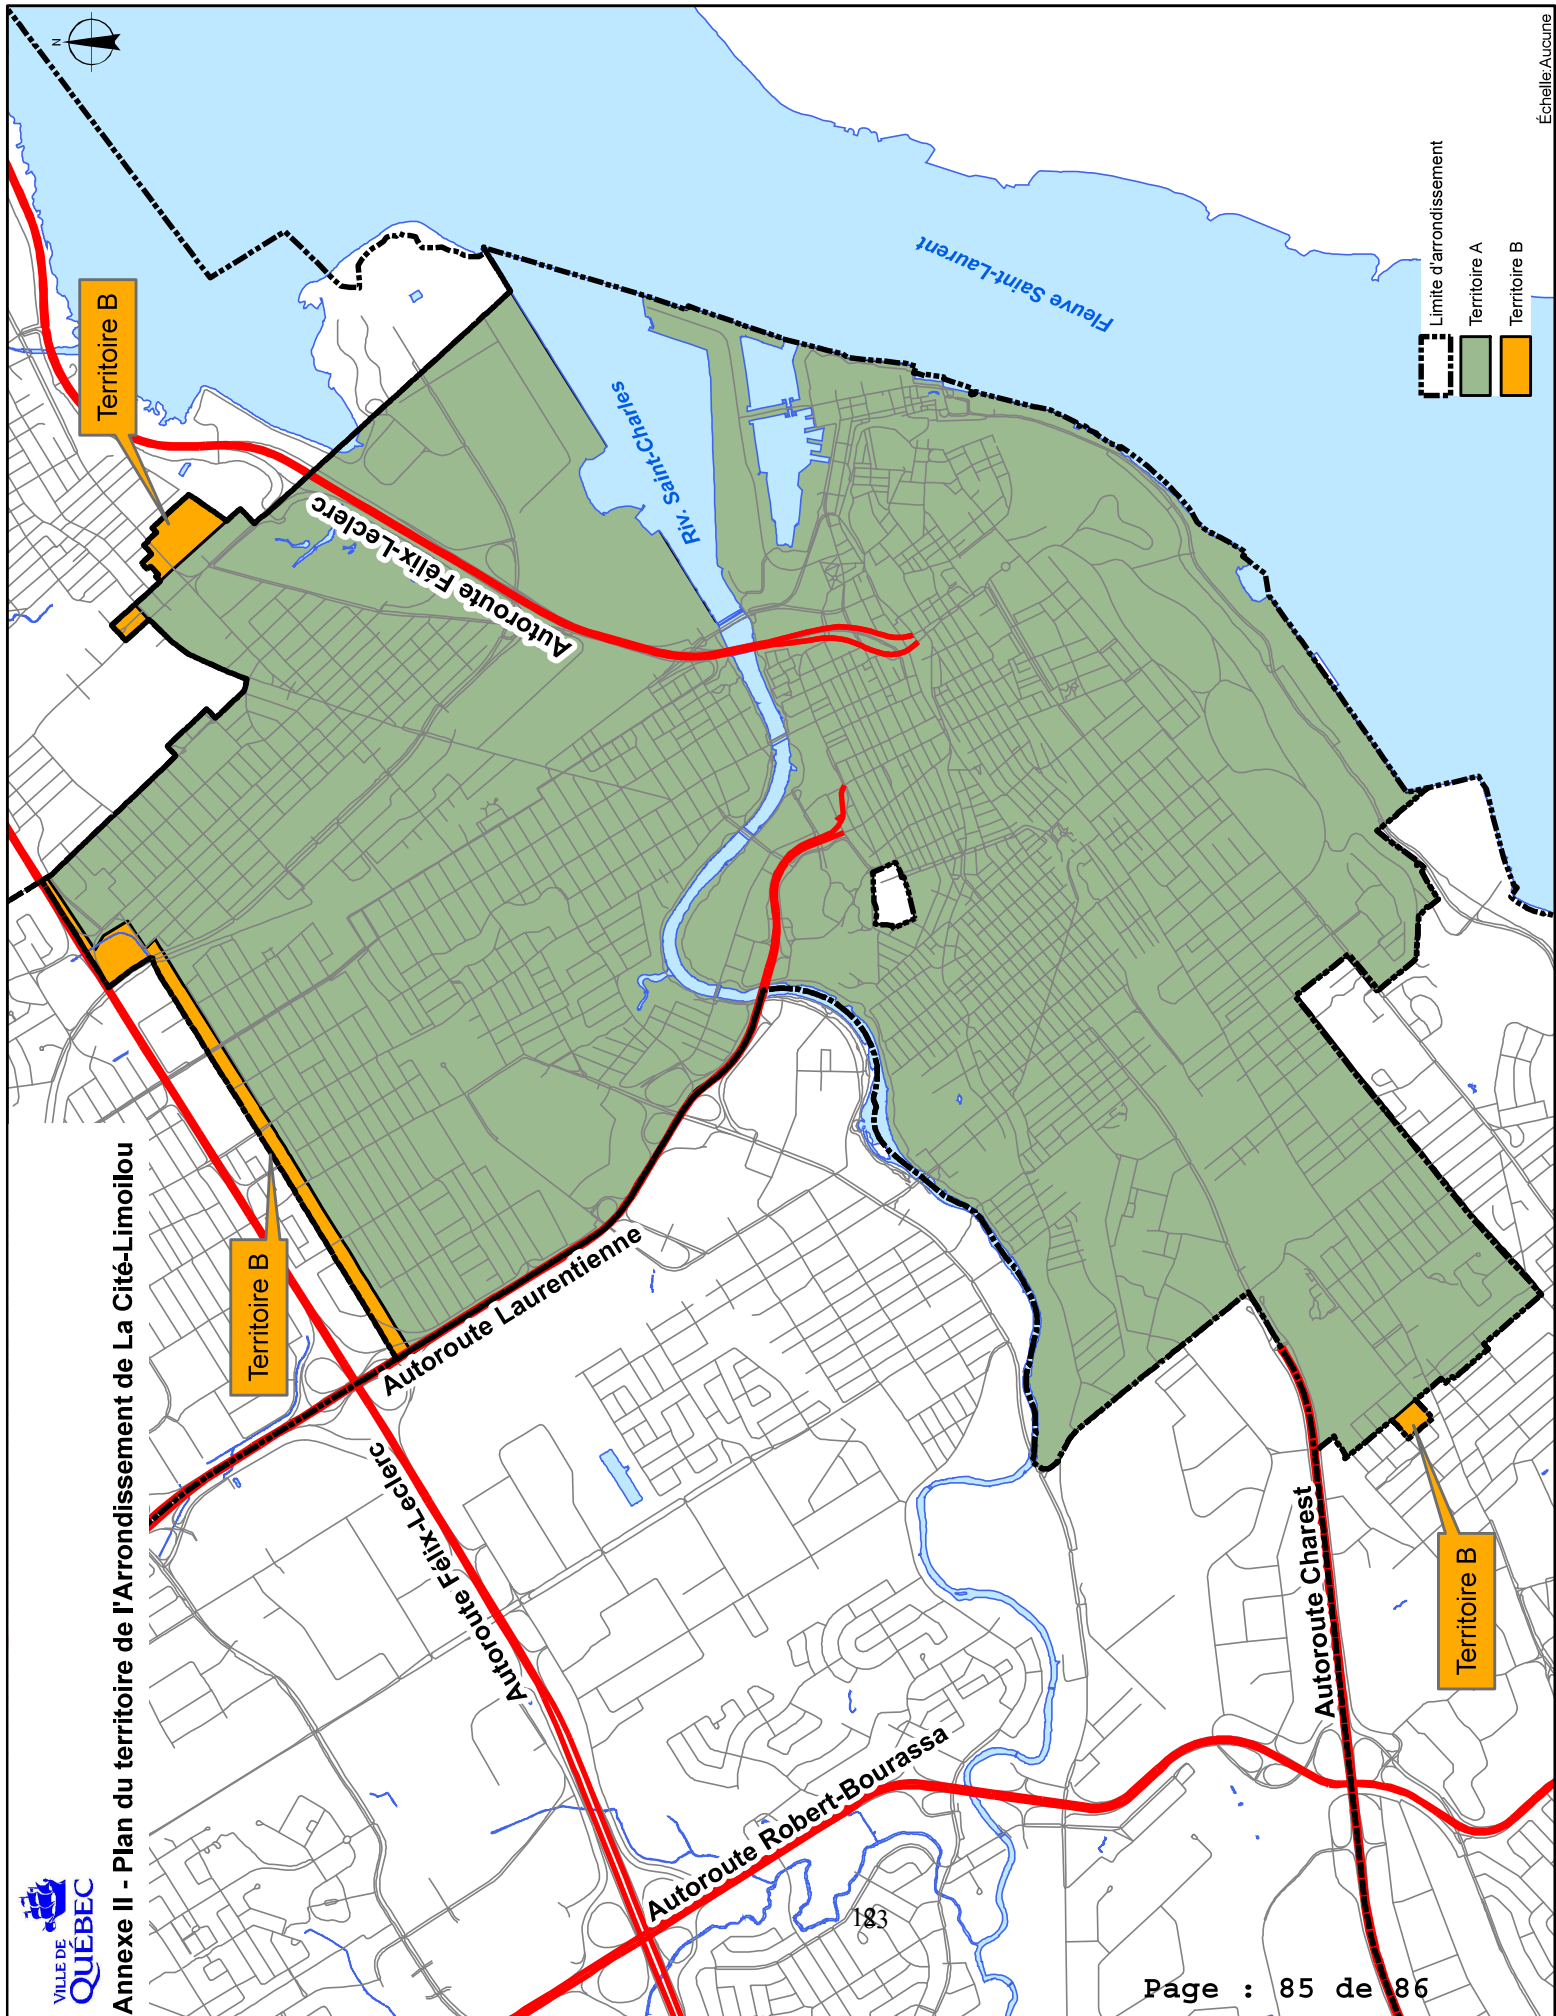 VILLE DE
QUÉBEC
Annexe II - Plan du territoire de l'Arrondissement de La Cité-Limoilou
N
Territoire B
Territoire B
Territoire B
Autoroute Félix-Leclerc
Autoroute Félix-Leclerc
Autoroute Laurentienne
Autoroute Robert-Bourassa
Autoroute Charest
Riv. Saint-Charles
Fleuve Saint-Laurent
Limite d'arrondissement
Territoire A
Territoire B
Échelle:Aucune
Page : 85 de 86